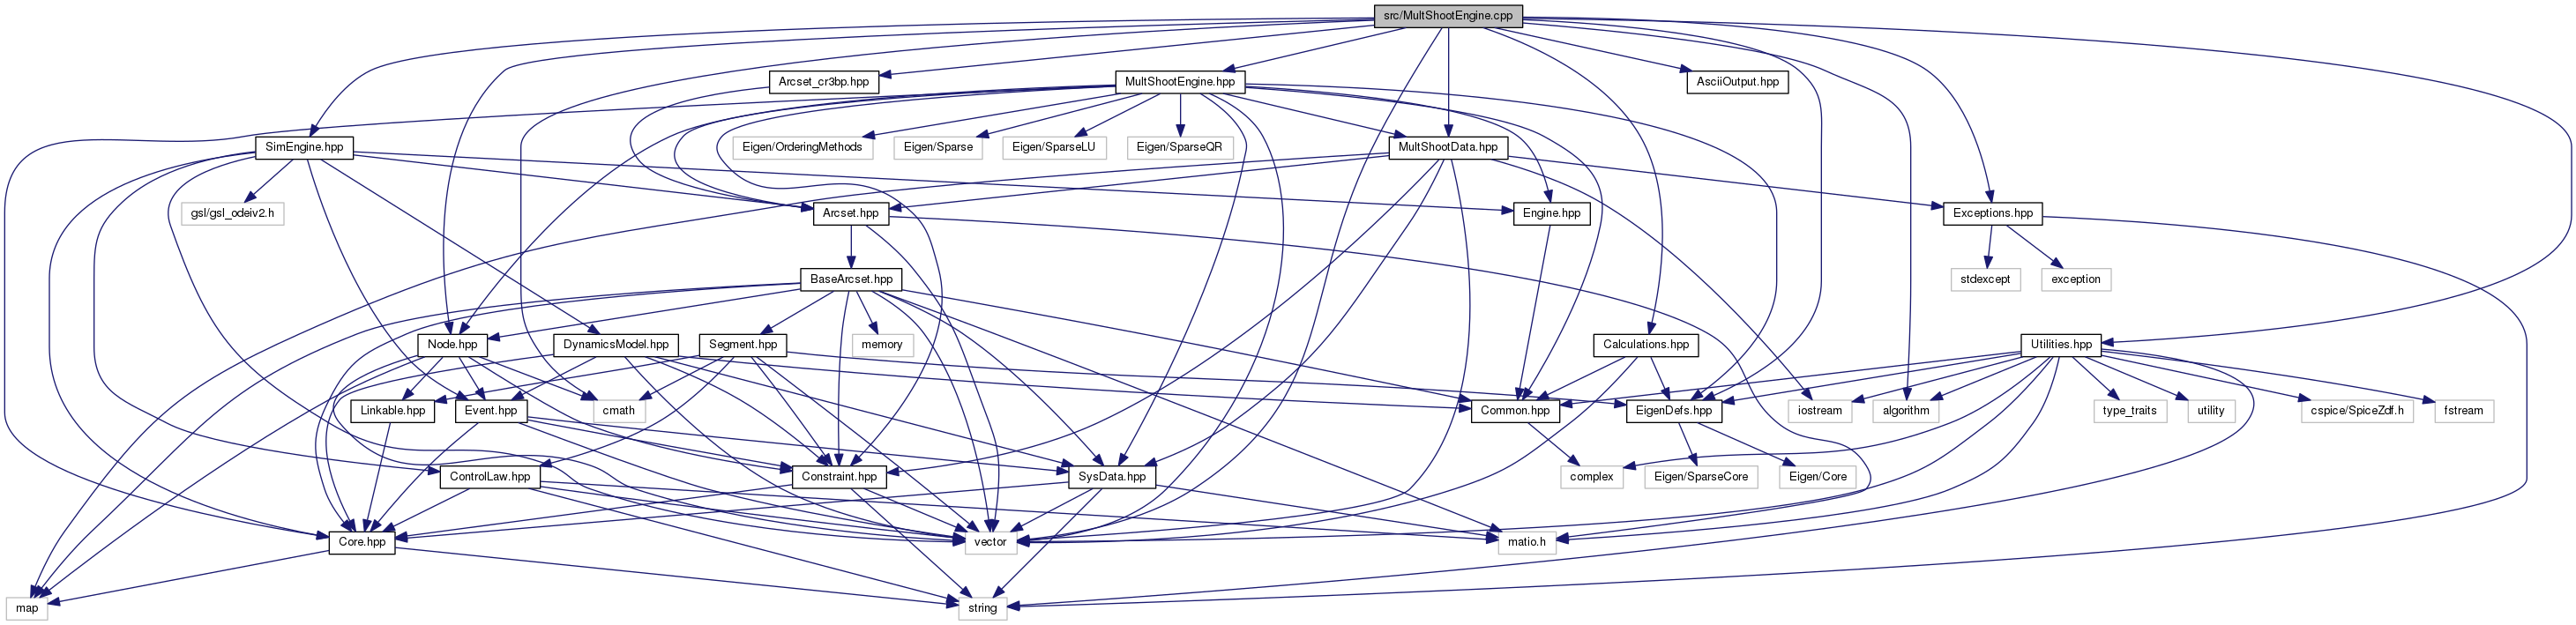 src/MultShootEngine.cpp
Arcset_cr3bp.hpp
MultShootEngine.hpp
AsciiOutput.hpp
SimEngine.hpp
Eigen/OrderingMethods
Eigen/Sparse
Eigen/SparseLU
Eigen/SparseQR
MultShootData.hpp
gsl/gsl_odeiv2.h
Arcset.hpp
Engine.hpp
Exceptions.hpp
BaseArcset.hpp
stdexcept
exception
Node.hpp
DynamicsModel.hpp
Segment.hpp
memory
Calculations.hpp
Utilities.hpp
Linkable.hpp
Event.hpp
cmath
Common.hpp
EigenDefs.hpp
iostream
algorithm
type_traits
utility
cspice/SpiceZdf.h
fstream
ControlLaw.hpp
Constraint.hpp
SysData.hpp
complex
Eigen/SparseCore
Eigen/Core
Core.hpp
vector
matio.h
map
string